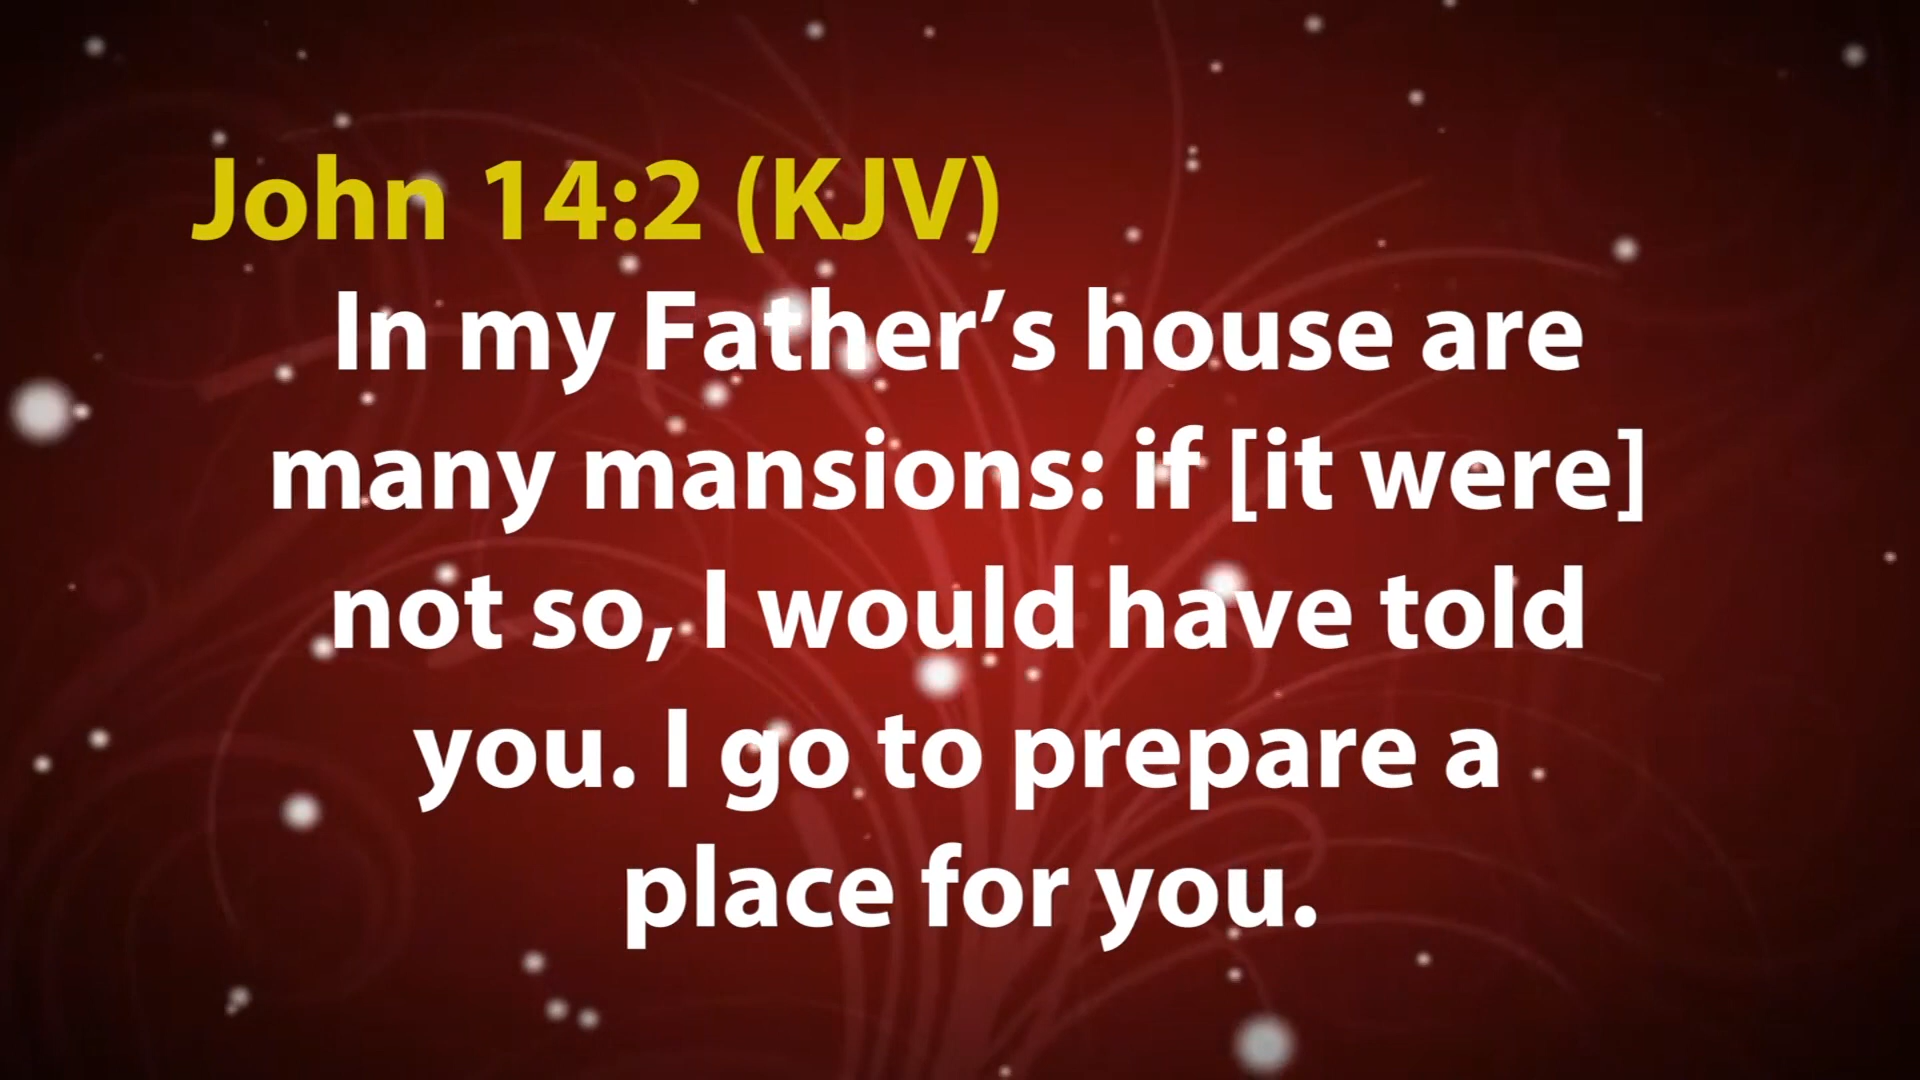 John 14:2 (KJV)
In my Father’s house are
many mansions: if [it were]
not so, I would have told
you. I go to prepare a
place for you.